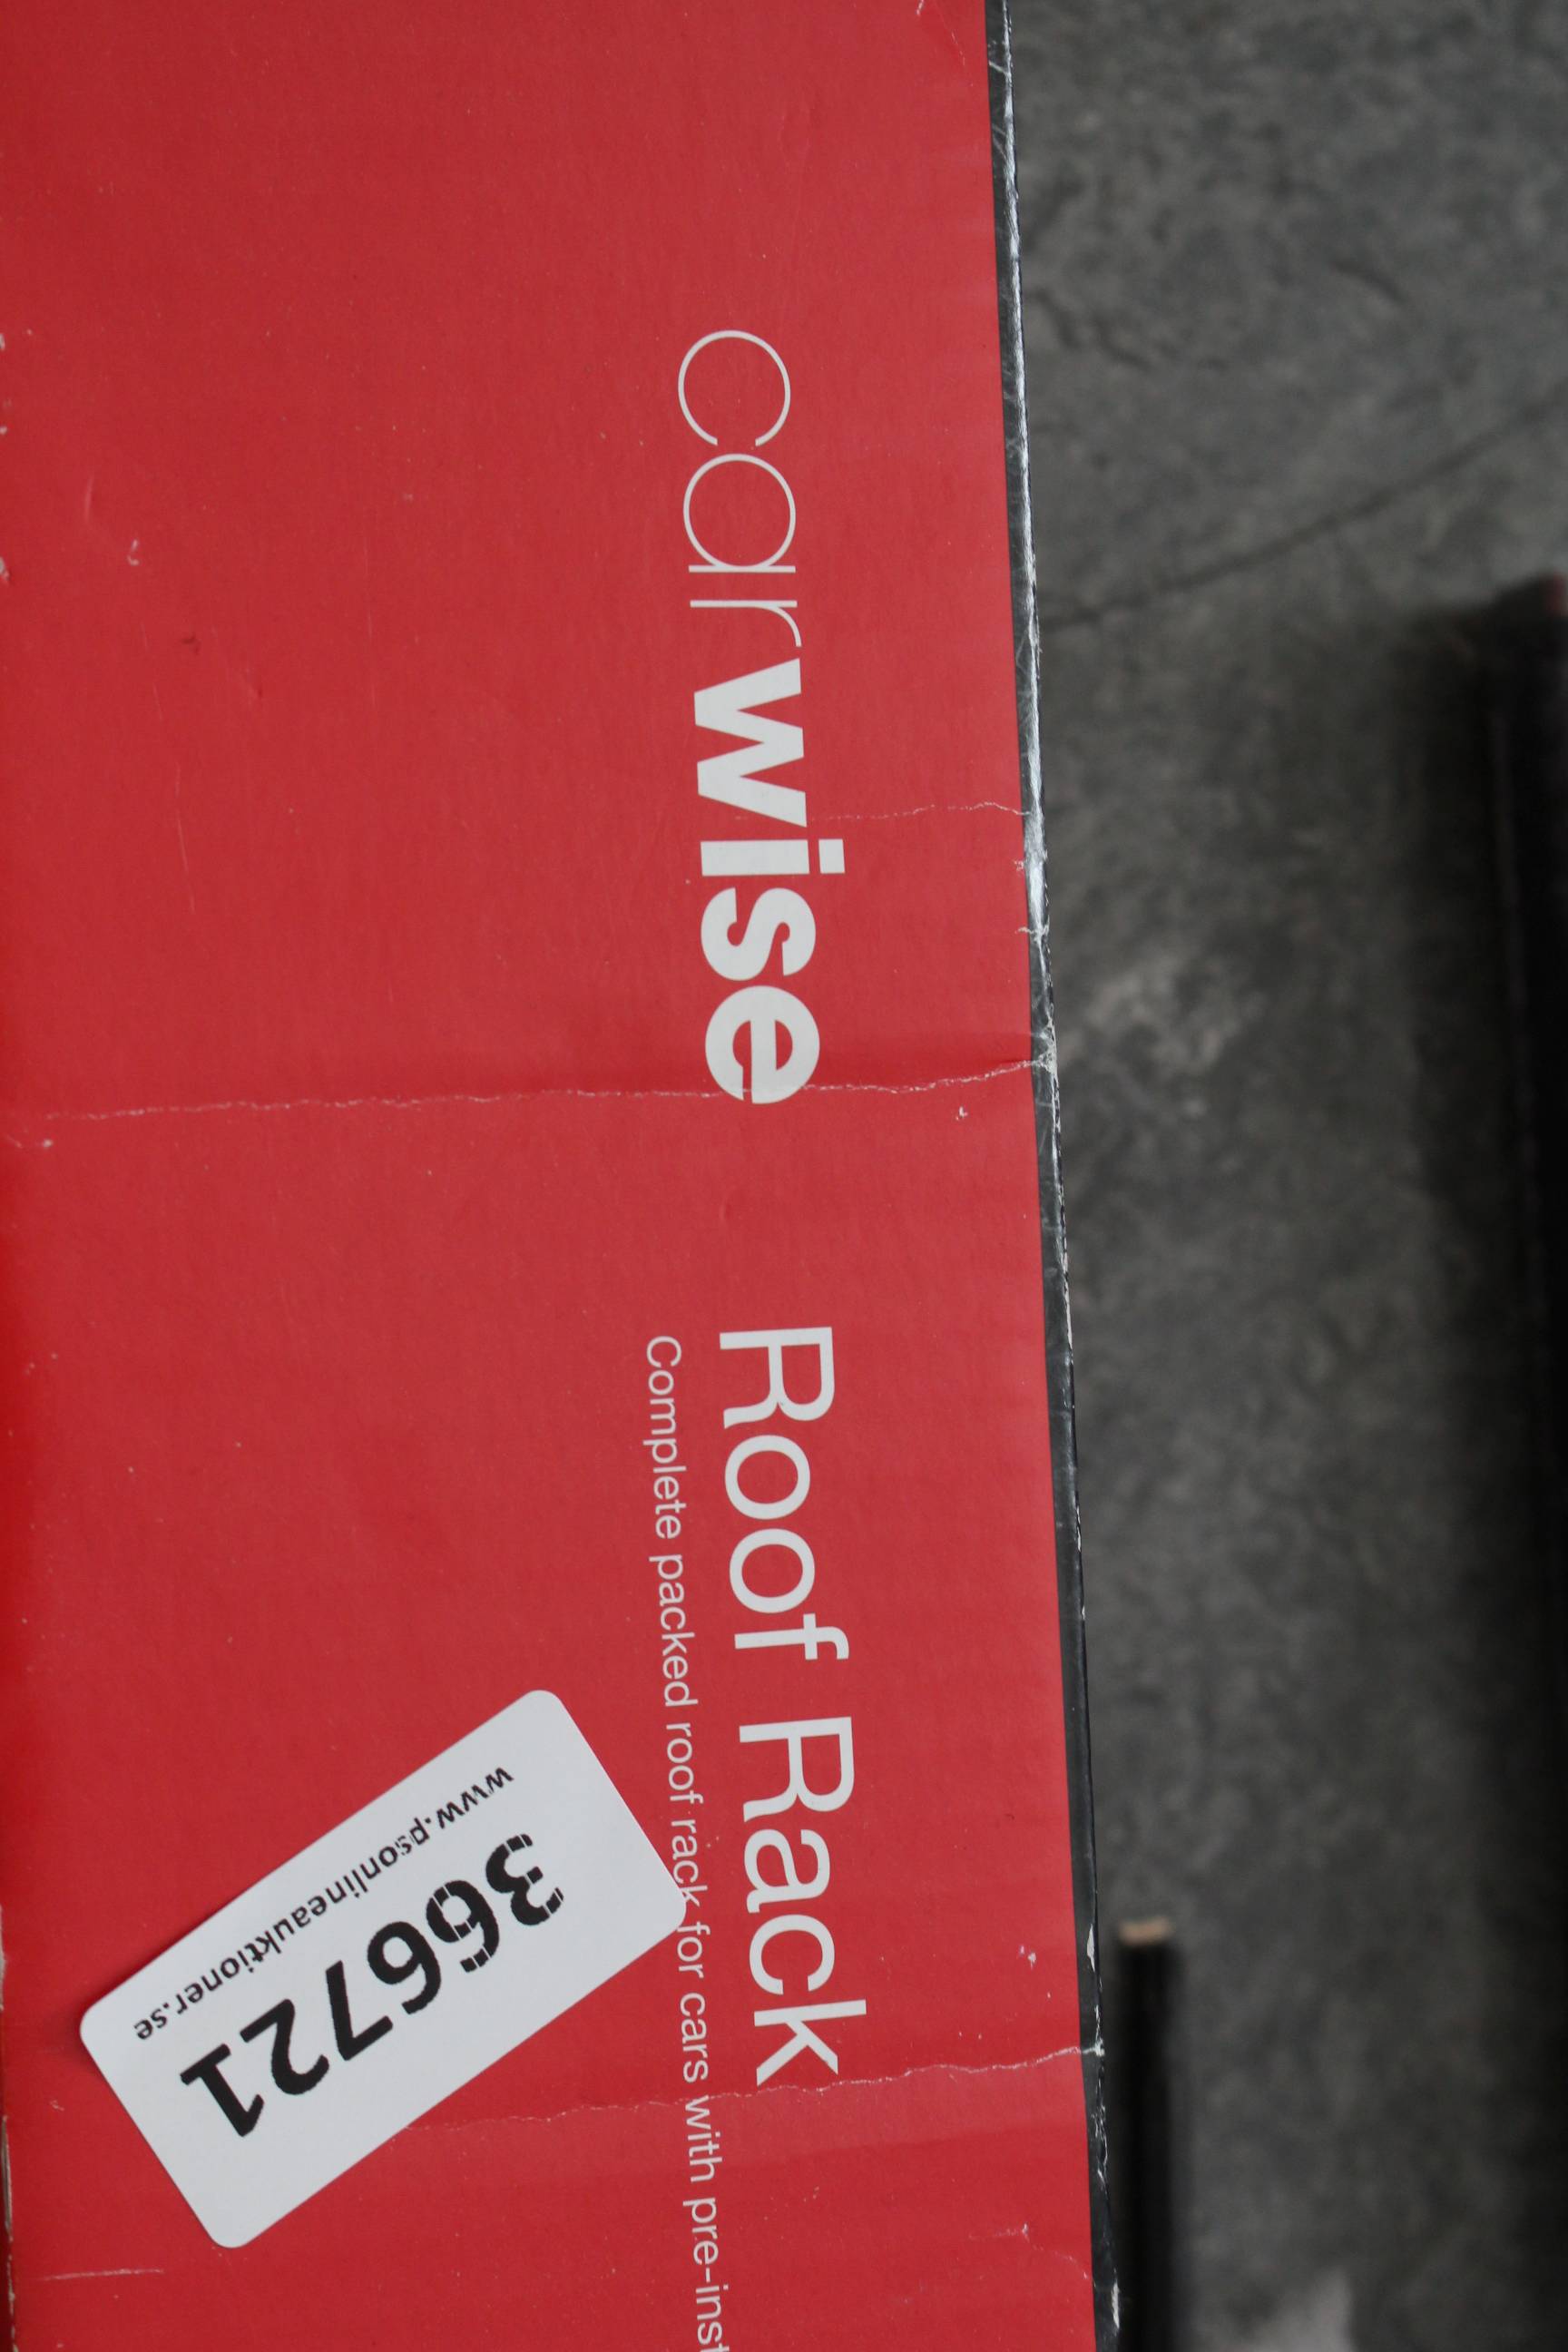 carwise
Roof Rack
Complete packed roof rack for cars with pre-inst
www.psonlineauktioner.se
366721